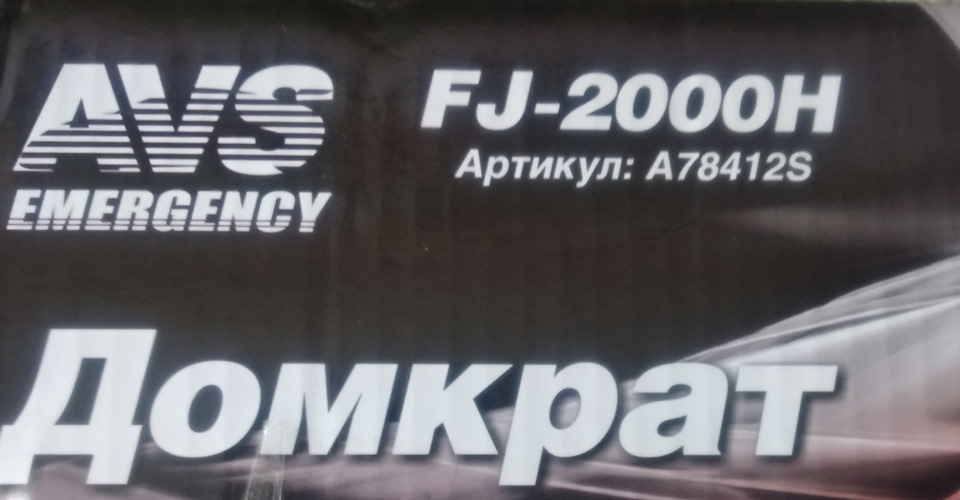 AVS
EMERGENCY
FJ-2000H
Артикул: A78412S
Домкрат